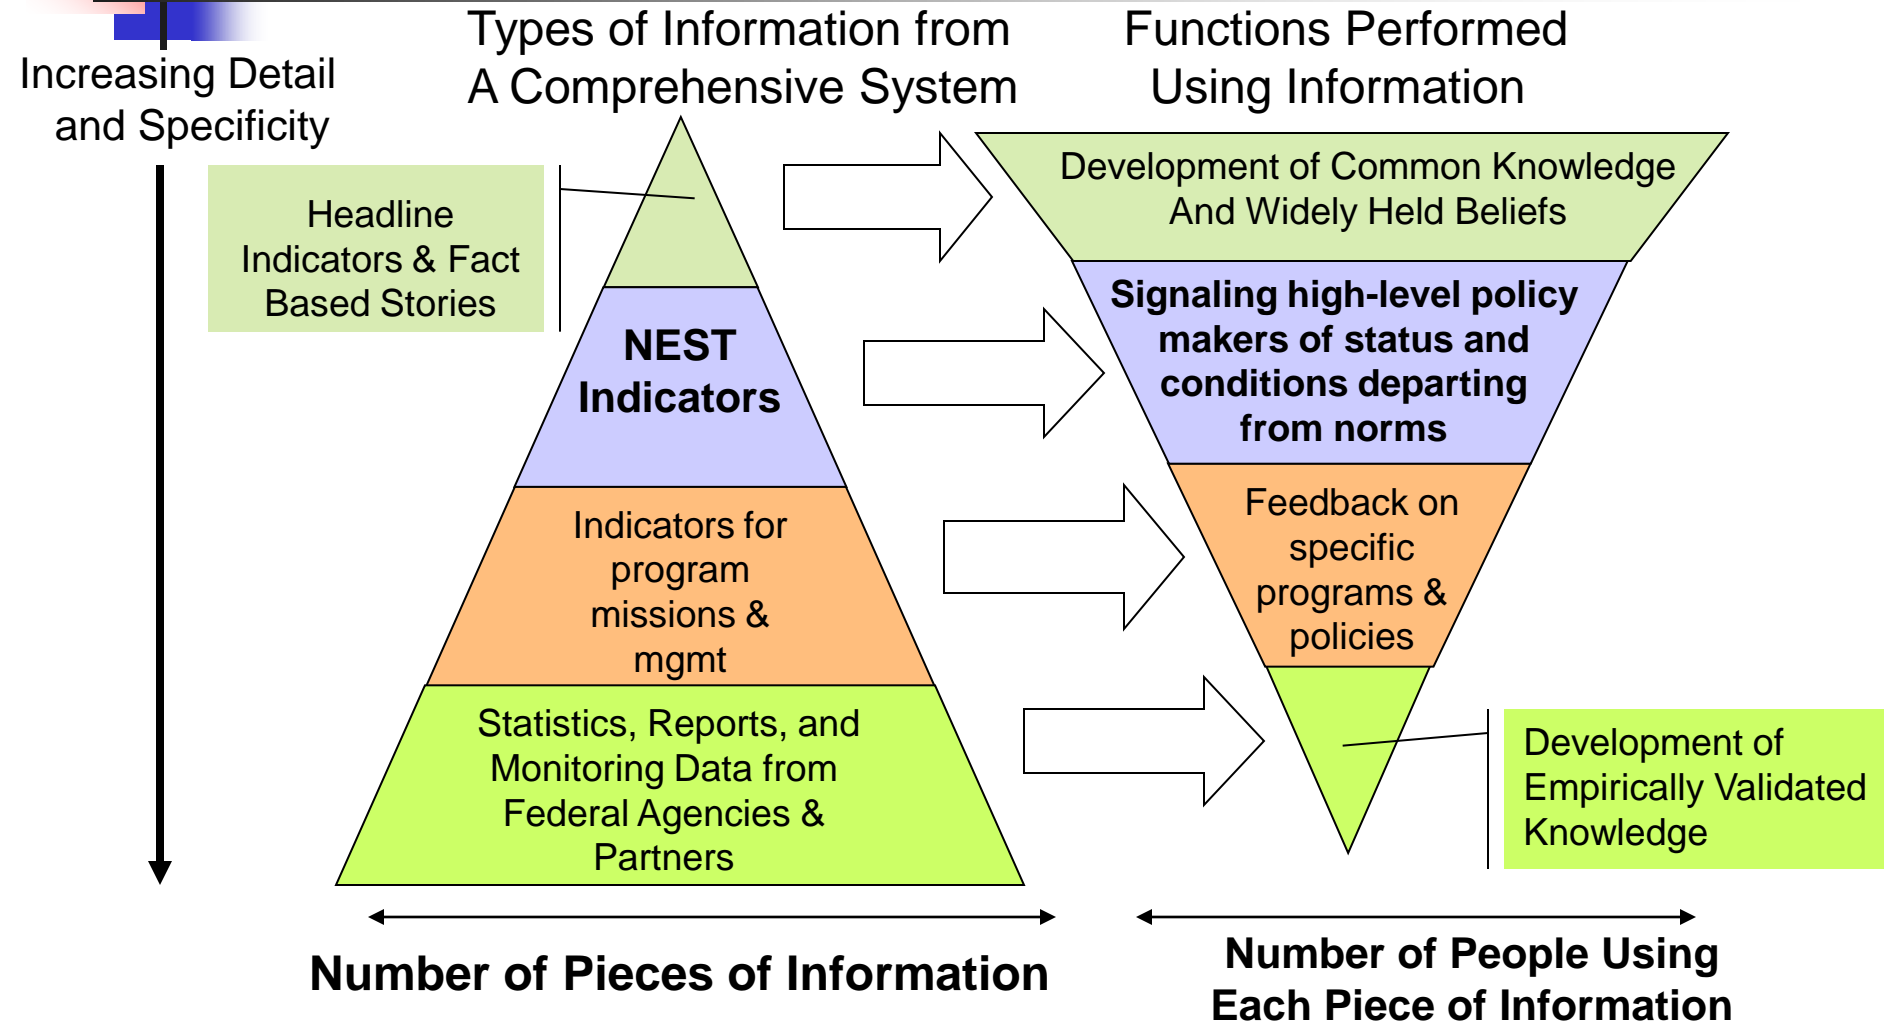 Types of Information from
A Comprehensive System
Functions Performed
Using Information
Increasing Detail
and Specificity
Headline
Indicators & Fact
Based Stories
NEST
Indicators
Indicators for
program
missions &
mgmt
Statistics, Reports, and
Monitoring Data from
Federal Agencies &
Partners
Development of Common Knowledge
And Widely Held Beliefs
Signaling high-level policy
makers of status and
conditions departing
from norms
Feedback on
specific
programs &
policies
Development of
Empirically Validated
Knowledge
Number of Pieces of Information
Number of People Using
Each Piece of Information